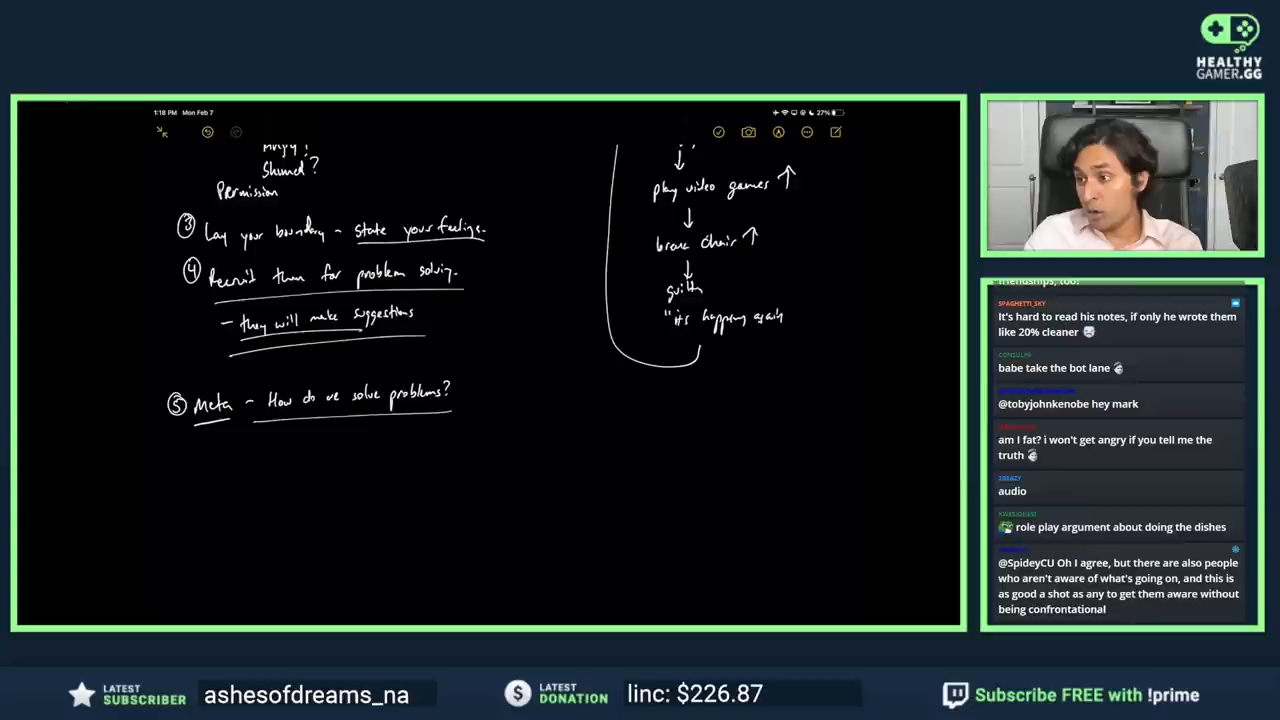 1:18 PM Mon Feb 7
27%
Angry?
Shamed?
Permission
③ Lay your boundary – state your feelings.
④ Recruit them for problem solving.
– they will make suggestions
⑤ Meta – How do we solve problems?
play video games ↑
↓
break chair ↑
↓
guilty
"it's happening again
HEALTHY
GAMER.GG
friendships, too!
SPAGHETTI_SKY
It's hard to read his notes, if only he wrote them
like 20% cleaner
babe take the bot lane
@tobyjohnkenobe hey mark
am I fat? i won't get angry if you tell me the
truth
audio
role play argument about doing the dishes
@SpideyCU Oh I agree, but there are also people
who aren't aware of what's going on, and this is
as good a shot as any to get them aware without
being confrontational
LATEST
SUBSCRIBER
ashesofdreams_na
LATEST
DONATION
linc: $226.87
Subscribe FREE with !prime